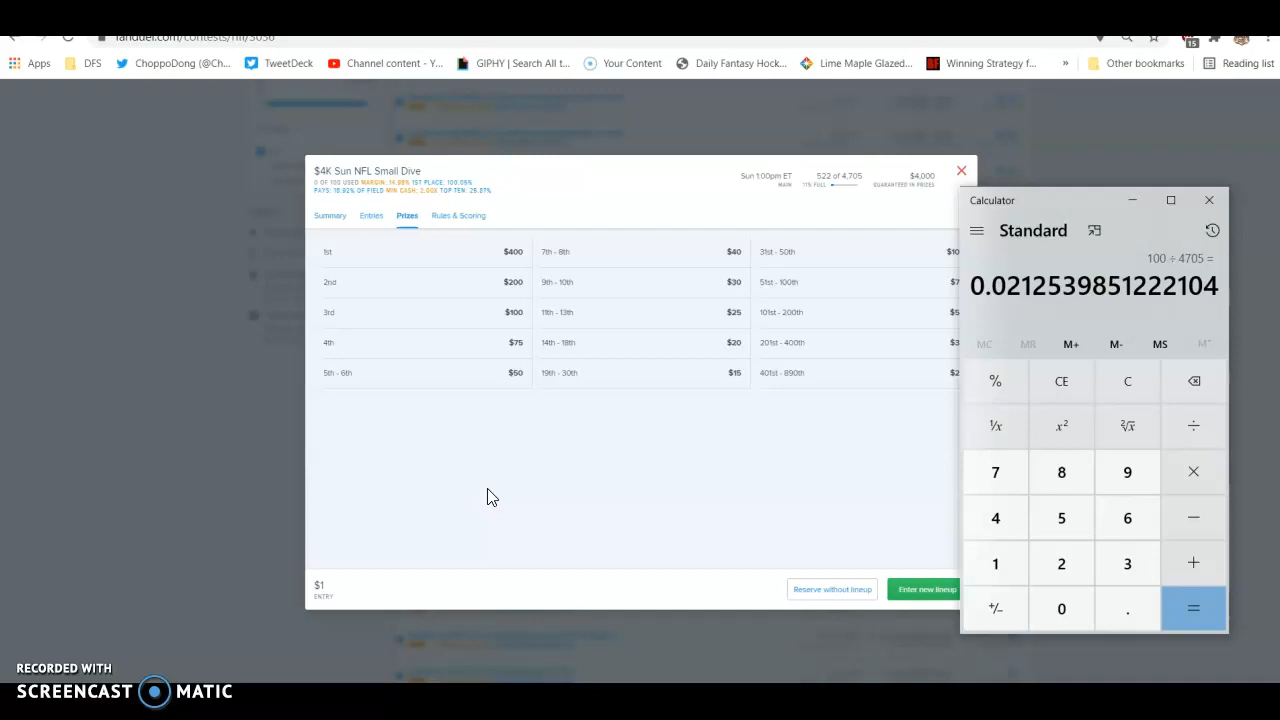 fanduel.com/contests/nfl/3036
15
Apps DFS ChoppoDong (@Ch... TweetDeck Channel content - Y... GIPHY | Search All t... Your Content Daily Fantasy Hock... Lime Maple Glazed... Winning Strategy f... » Other bookmarks Reading list
$4K Sun NFL Small Dive
0 OF 100 USED MARGIN: 14.98% 1ST PLACE: 100.05%
PAYS: 18.92% OF FIELD MIN CASH: 2.00X TOP TEN: 25.07%
Sun 1:00pm ET 522 of 4,705 $4,000
MAIN 11% FULL GUARANTEED IN PRIZES
Summary Entries Prizes Rules & Scoring
1st $400 7th - 8th $40 31st - 50th $10
2nd $200 9th - 10th $30 51st - 100th $7
3rd $100 11th - 13th $25 101st - 200th $5
4th $75 14th - 18th $20 201st - 400th $3
5th - 6th $50 19th - 30th $15 401st - 890th $2
$1
ENTRY
Reserve without lineup Enter new lineup
Calculator
Standard
100 ÷ 4705 =
0.0212539851222104
MC MR M+ M- MS M˅
% CE C
¹/x x² ²√x ÷
7 8 9 ×
4 5 6 −
1 2 3 +
+/− 0 . =
RECORDED WITH
SCREENCAST MATIC